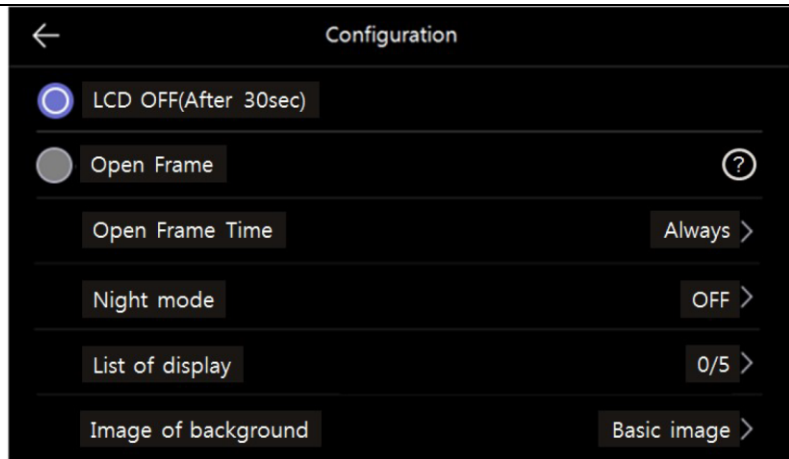 Configuration
LCD OFF(After 30sec)
Open Frame ?
Open Frame Time Always
Night mode OFF
List of display 0/5
Image of background Basic image